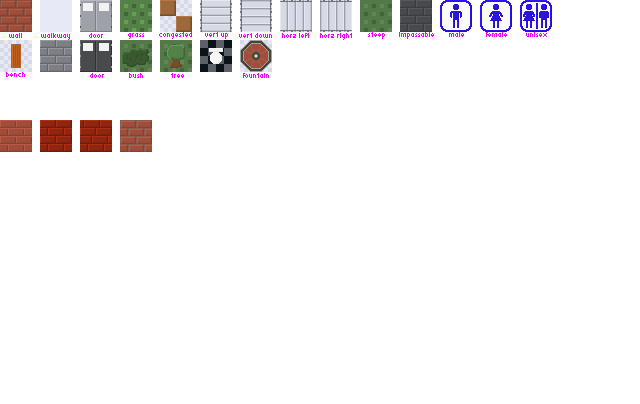 wall walkway door grass congested vert up vert down horz left horz right steep impassable male female unisex
bench door bush tree fountain